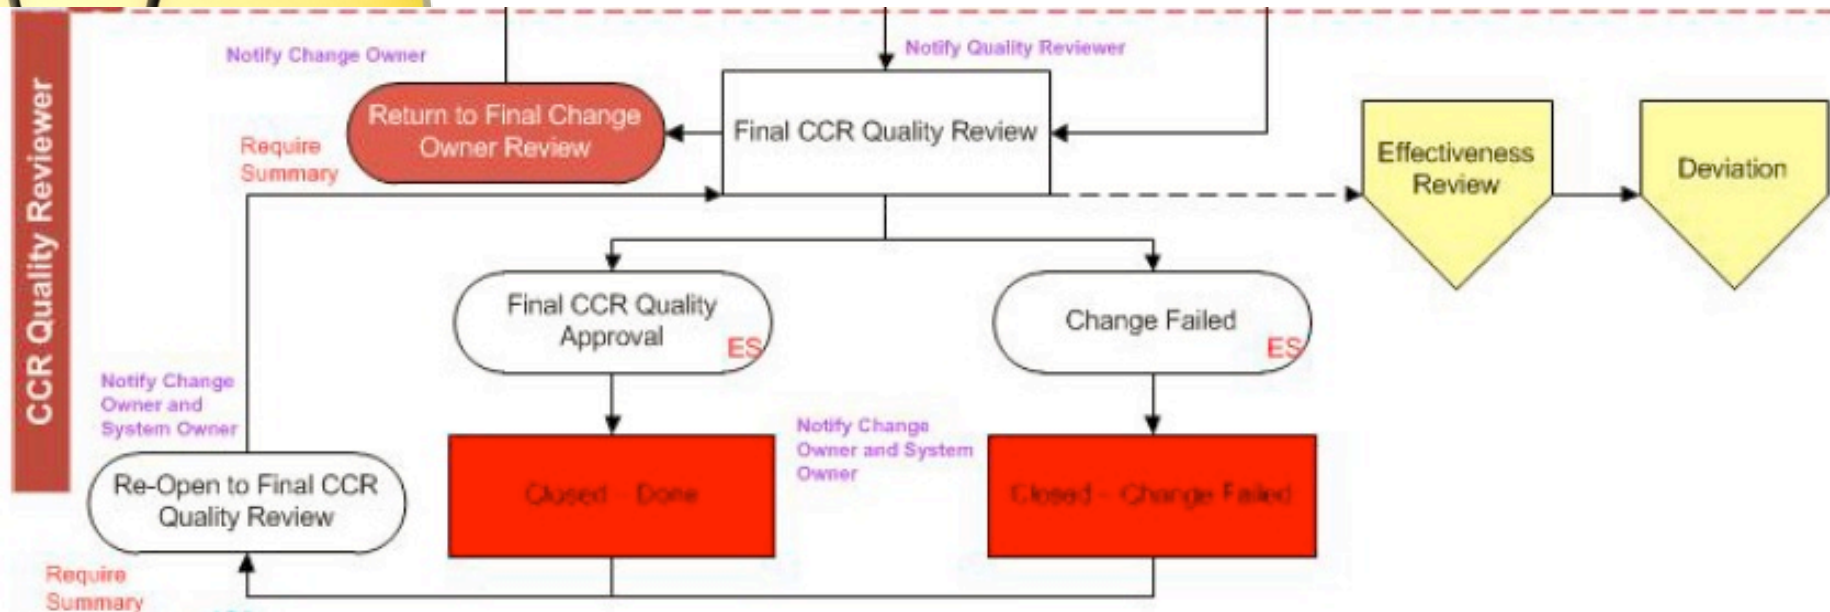 CCR Quality Reviewer
Notify Change Owner
Notify Quality Reviewer
Return to Final Change
Owner Review
Require
Summary
Final CCR Quality Review
Effectiveness
Review
Deviation
Final CCR Quality
Approval
ES
Change Failed
ES
Notify Change
Owner and
System Owner
Notify Change
Owner and System
Owner
Re-Open to Final CCR
Quality Review
Closed - Done
Closed - Change Failed
Require
Summary